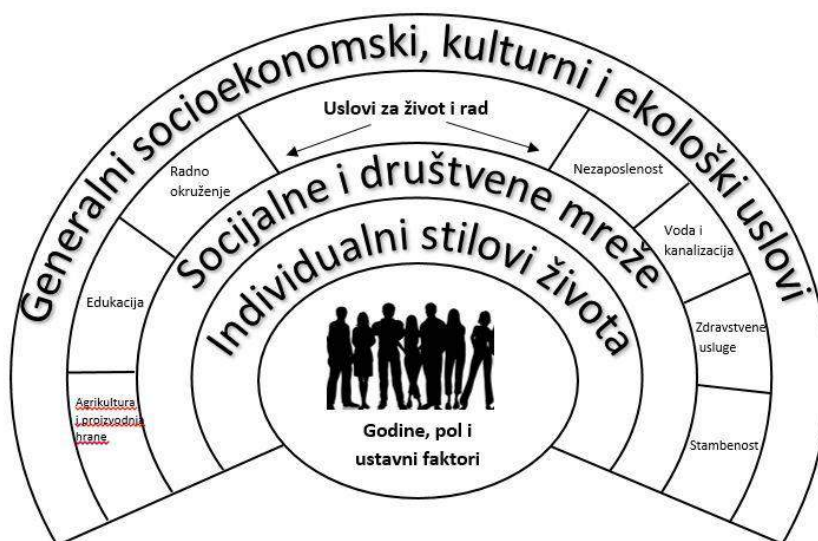 Generalni socioekonomski, kulturni i ekološki uslovi
Uslovi za život i rad
Radno
okruženje
Nezaposlenost
Socijalne i društvene mreže
Voda i
kanalizacija
Individualni stilovi života
Edukacija
Zdravstvene
usluge
Agrikultura
i proizvodnja
hrane
Stambenost
Godine, pol i
ustavni faktori